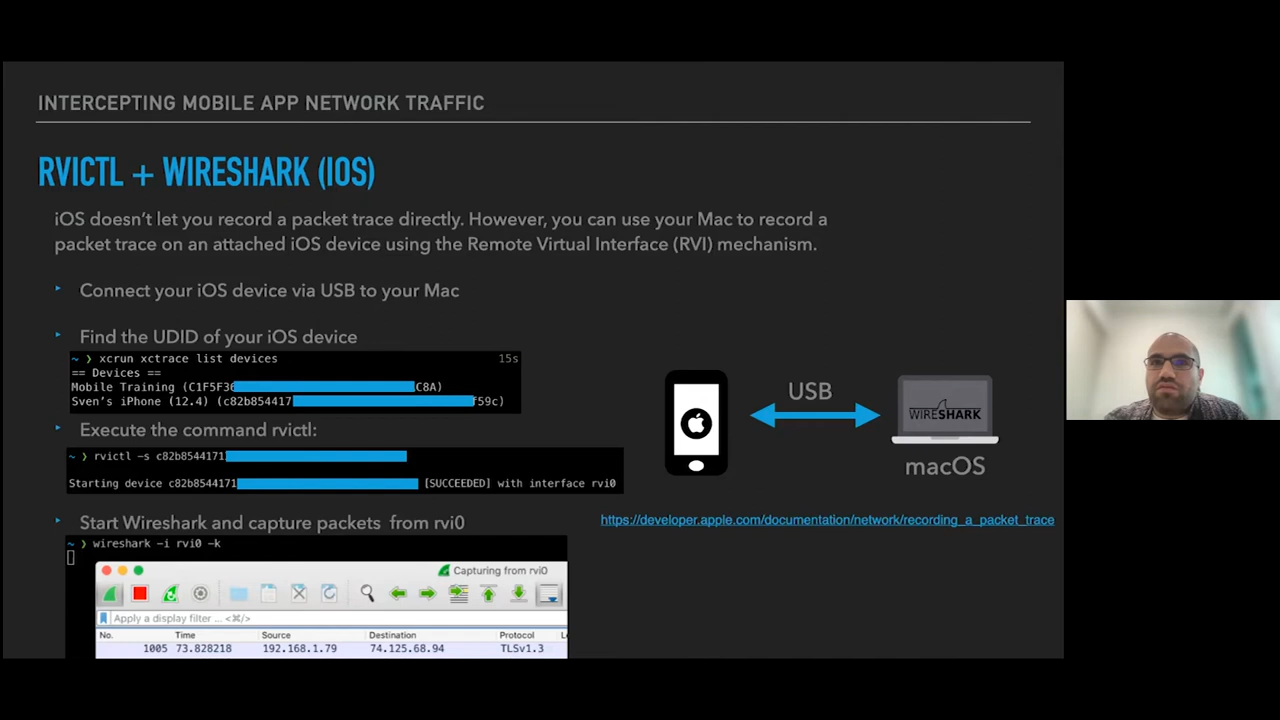 INTERCEPTING MOBILE APP NETWORK TRAFFIC
RVICTL + WIRESHARK (IOS)
iOS doesn't let you record a packet trace directly. However, you can use your Mac to record a
packet trace on an attached iOS device using the Remote Virtual Interface (RVI) mechanism.
Connect your iOS device via USB to your Mac
Find the UDID of your iOS device
~ ❯ xcrun xctrace list devices 15s
== Devices ==
Mobile Training (C1F5F36 C8A)
Sven's iPhone (12.4) (c82b854417 f59c)
Execute the command rvictl:
~ ❯ rvictl -s c82b8544171
Starting device c82b8544171 [SUCCEEDED] with interface rvi0
Start Wireshark and capture packets from rvi0
~ ❯ wireshark -i rvi0 -k
Capturing from rvi0
Apply a display filter ... <⌘/>
No. Time Source Destination Protocol Le
1005 73.828218 192.168.1.79 74.125.68.94 TLSv1.3
USB
WIRESHARK
macOS
https://developer.apple.com/documentation/network/recording_a_packet_trace